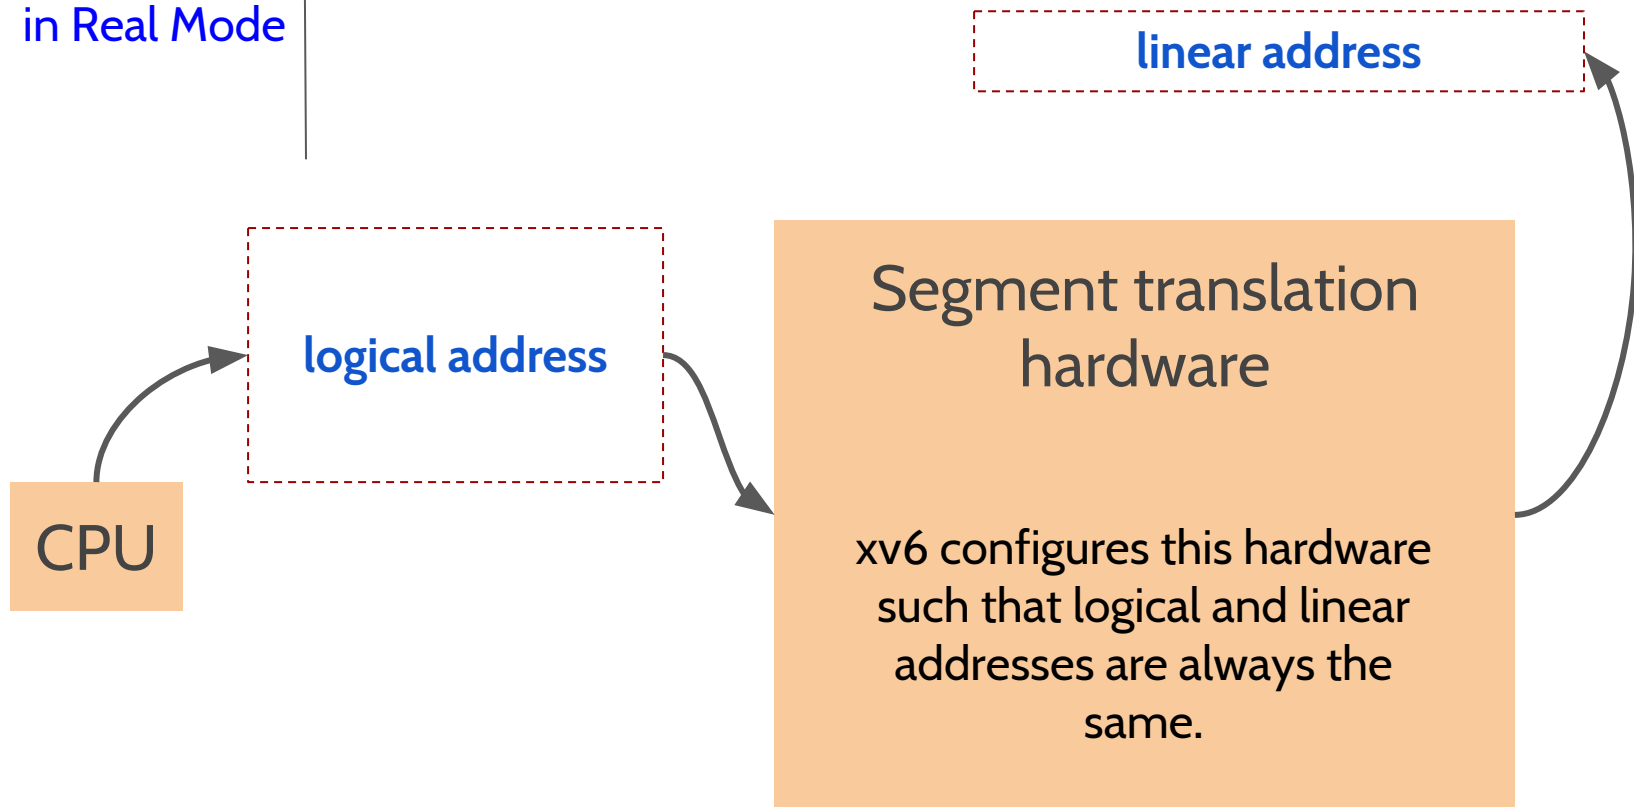 in Real Mode
linear address
logical address
Segment translation
hardware
CPU
xv6 configures this hardware
such that logical and linear
addresses are always the
same.